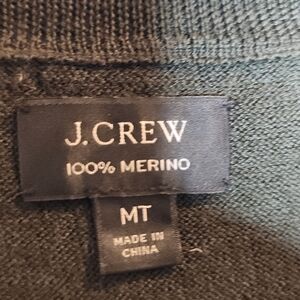 J.CREW
100% MERINO
MT
MADE IN
CHINA